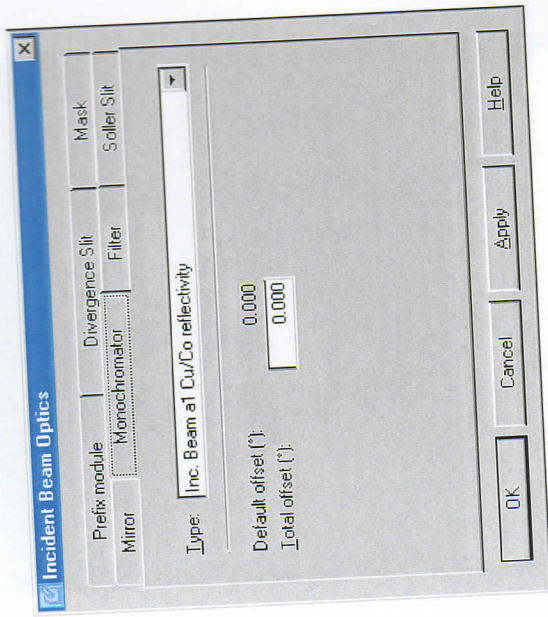 Incident Beam Optics
Prefix module Divergence Slit Mask
Mirror Monochromator Filter Soller Slit
Type: Inc. Beam a1 Cu/Co reflectivity
Default offset (°): 0.000
Total offset (°): 0.000
OK Cancel Apply Help